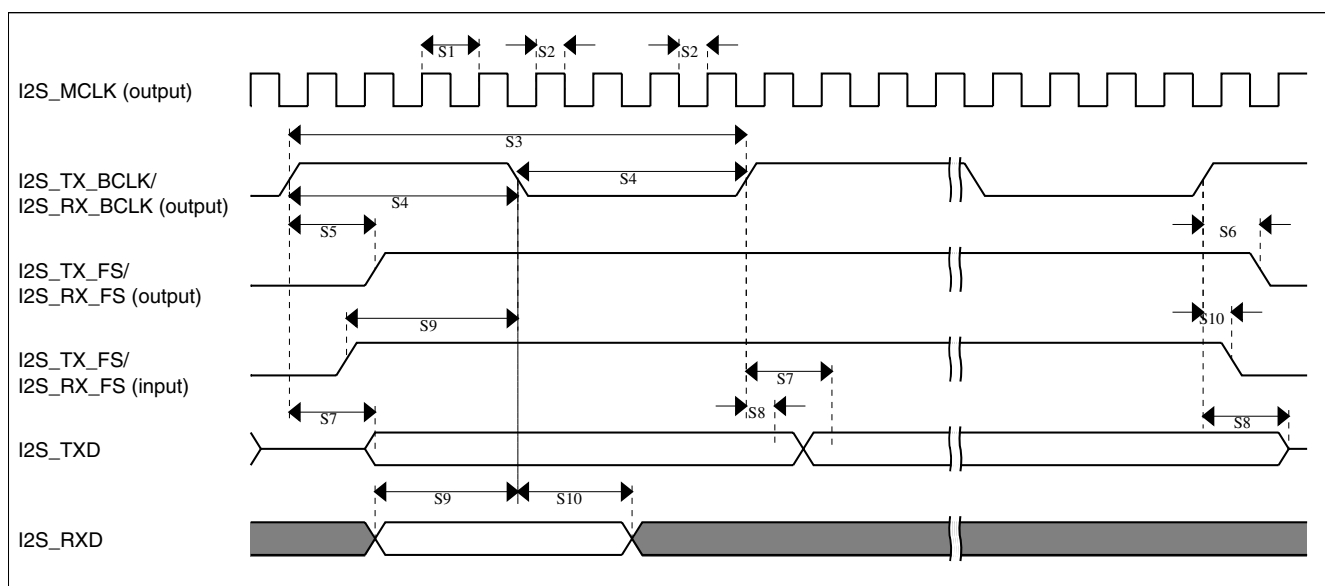 S1
S2
S2
I2S_MCLK (output)
S3
I2S_TX_BCLK/
I2S_RX_BCLK (output)
S4
S4
S5
S6
I2S_TX_FS/
I2S_RX_FS (output)
S9
S10
I2S_TX_FS/
I2S_RX_FS (input)
S7
S7
S8
S8
I2S_TXD
S9
S10
I2S_RXD